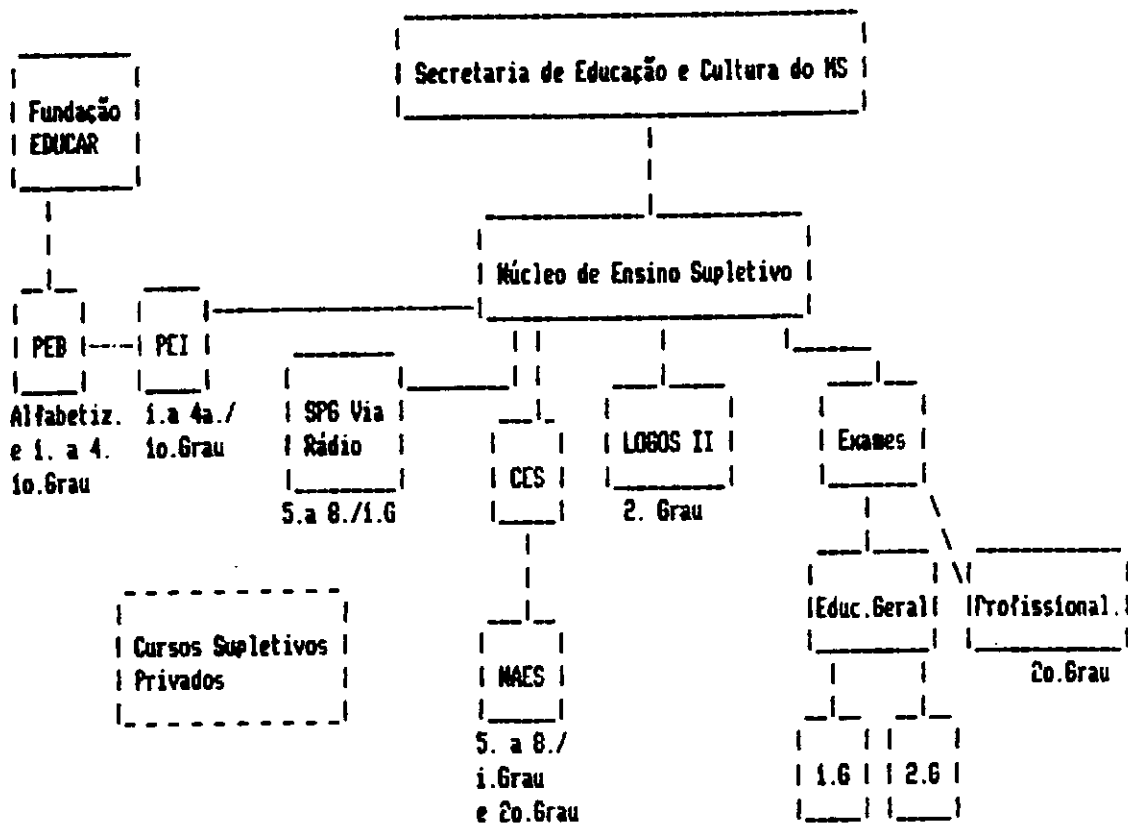 Secretaria de Educação e Cultura do MS
Fundação
EDUCAR
Núcleo de Ensino Supletivo
PEB
PEI
Alfabetiz.
e 1. a 4.
1o.Grau
1.a 4a./
1o.Grau
SPG Via
Rádio
5.a 8./1.G
CES
LOGOS II
2. Grau
Exames
Educ.Geral
Profissional.
2o.Grau
Cursos Supletivos
Privados
NAES
5. a 8./
1.Grau
e 2o.Grau
1.G
2.G